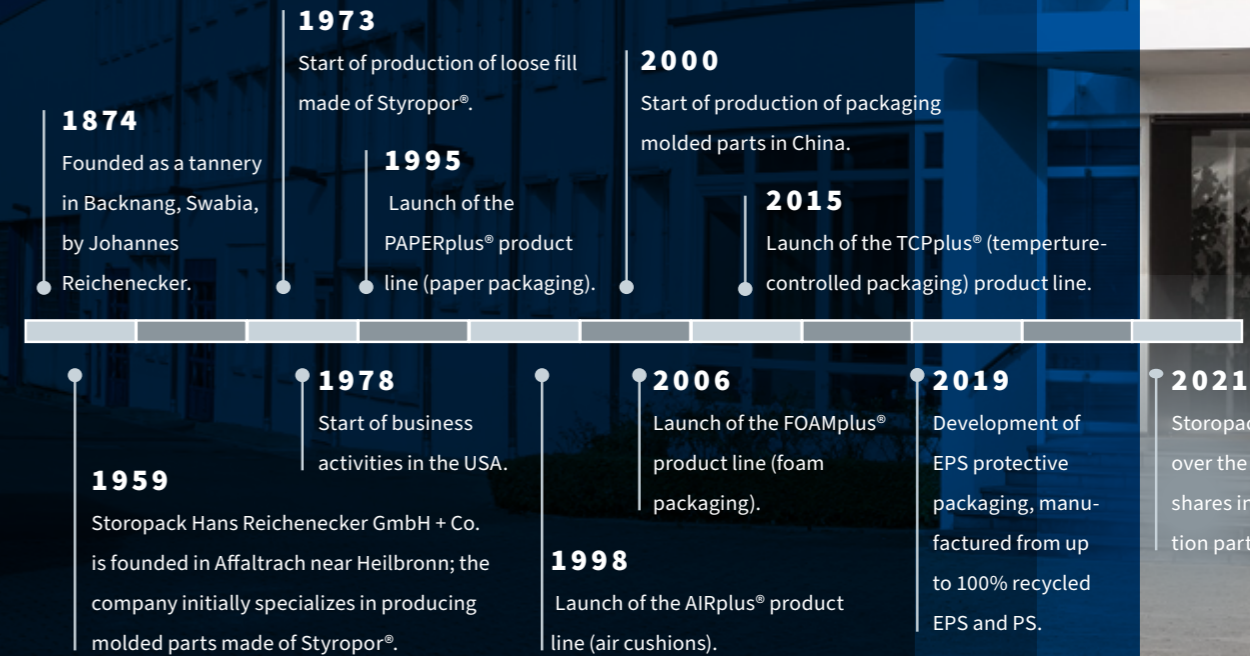 1973
Start of production of loose fill
made of Styropor®.
2000
Start of production of packaging
molded parts in China.
1874
Founded as a tannery
in Backnang, Swabia,
by Johannes
Reichenecker.
1995
Launch of the
PAPERplus® product
line (paper packaging).
2015
Launch of the TCPplus® (temperture-
controlled packaging) product line.
1978
Start of business
activities in the USA.
2006
Launch of the FOAMplus®
product line (foam
packaging).
2019
Development of
EPS protective
packaging, manu-
factured from up
to 100% recycled
EPS and PS.
2021
over the
shares
tion
1959
Storopack Hans Reichenecker GmbH + Co.
is founded in Affaltrach near Heilbronn; the
company initially specializes in producing
molded parts made of Styropor®.
1998
Launch of the AIRplus® product
line (air cushions).